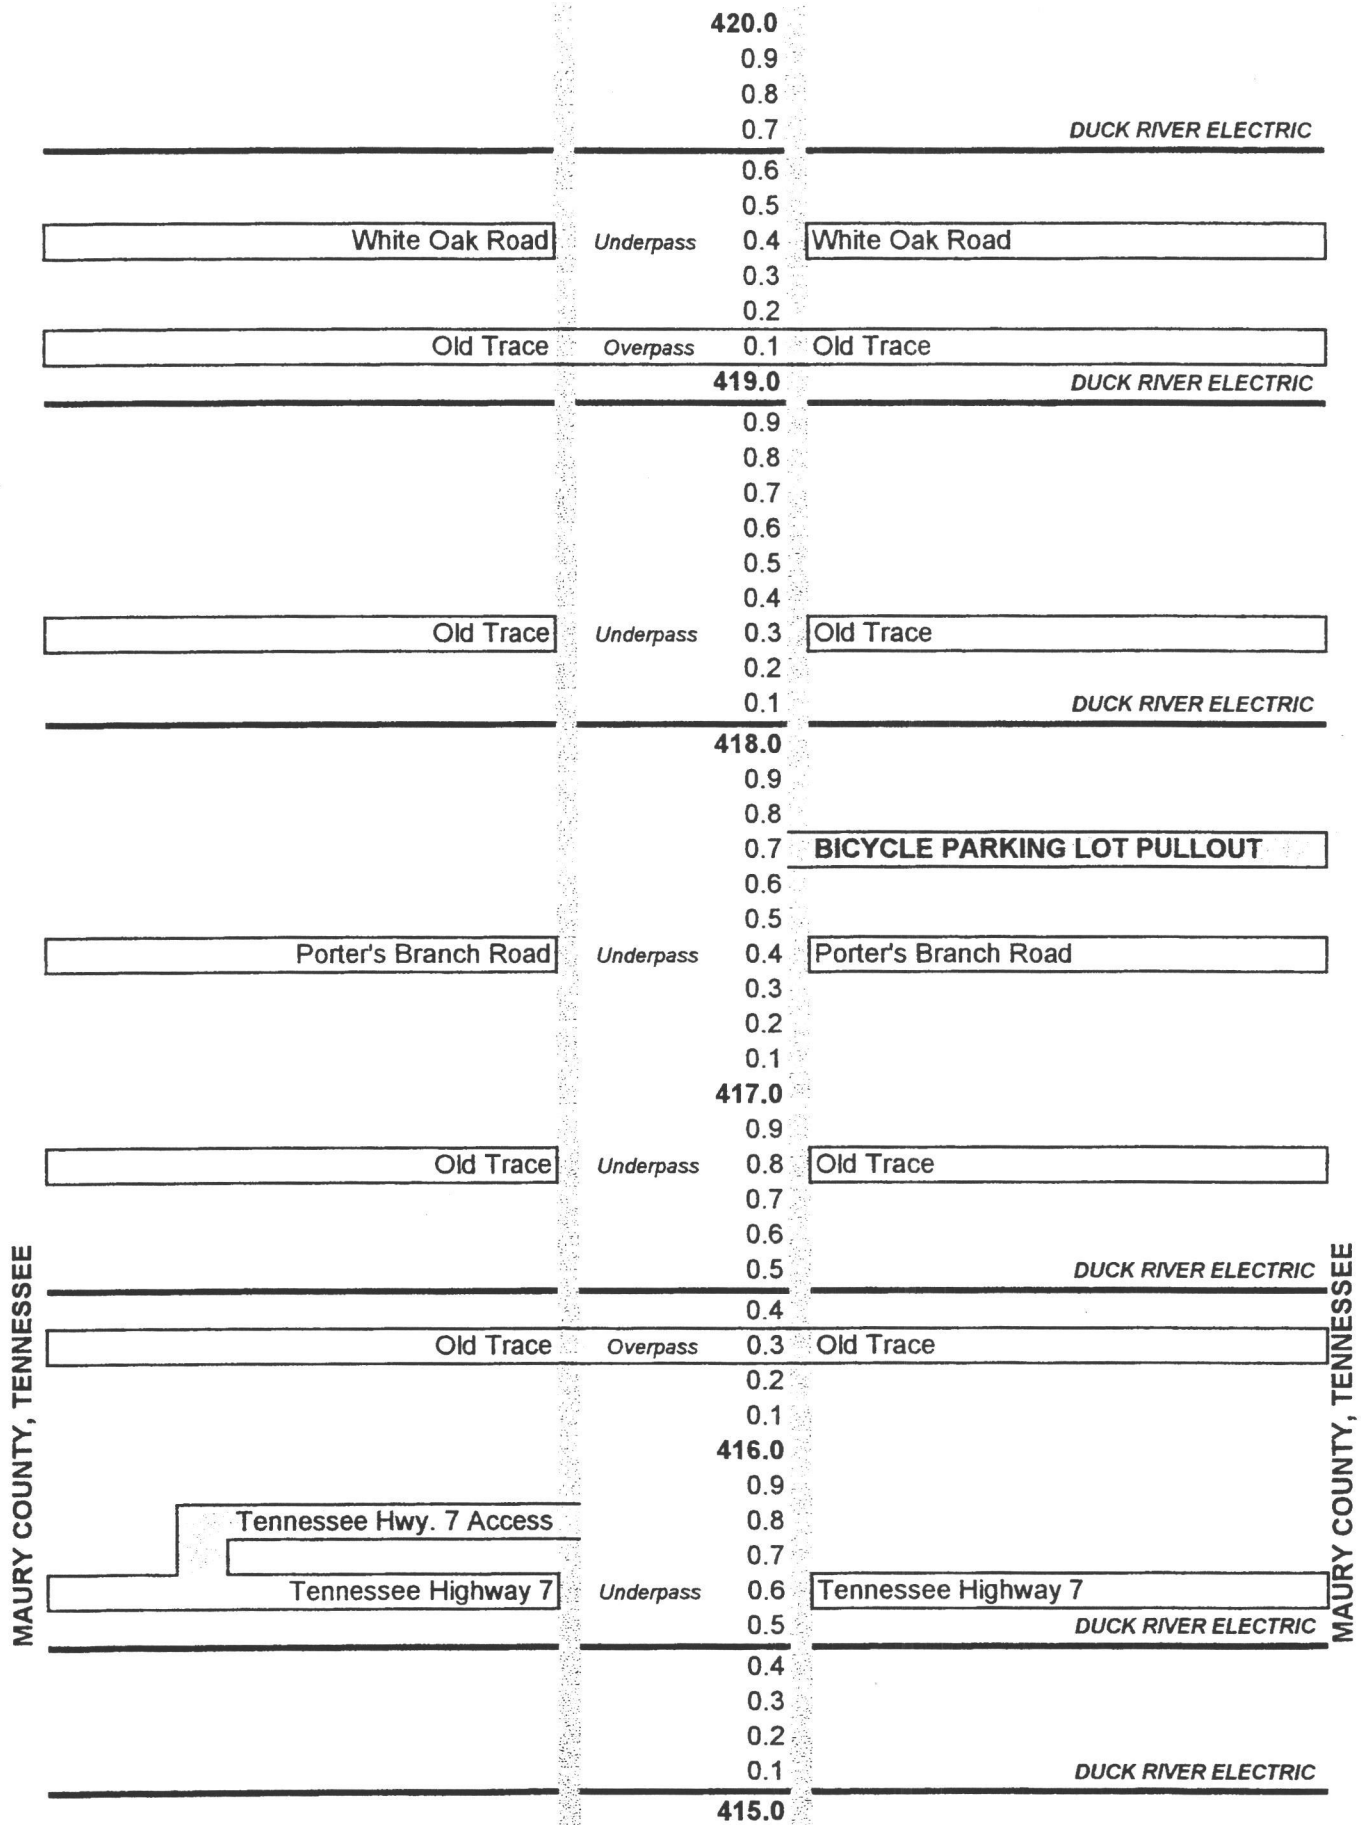 420.0
0.9
0.8
0.7 DUCK RIVER ELECTRIC
0.6
0.5
White Oak Road Underpass 0.4 White Oak Road
0.3
0.2
Old Trace Overpass 0.1 Old Trace
419.0 DUCK RIVER ELECTRIC
0.9
0.8
0.7
0.6
0.5
0.4
Old Trace Underpass 0.3 Old Trace
0.2
0.1 DUCK RIVER ELECTRIC
418.0
0.9
0.8
0.7 BICYCLE PARKING LOT PULLOUT
0.6
0.5
Porter's Branch Road Underpass 0.4 Porter's Branch Road
0.3
0.2
0.1
417.0
0.9
Old Trace Underpass 0.8 Old Trace
0.7
0.6
0.5 DUCK RIVER ELECTRIC
0.4
Old Trace Overpass 0.3 Old Trace
0.2
0.1
416.0
0.9
Tennessee Hwy. 7 Access 0.8
0.7
Tennessee Highway 7 Underpass 0.6 Tennessee Highway 7
0.5 DUCK RIVER ELECTRIC
0.4
0.3
0.2
0.1 DUCK RIVER ELECTRIC
415.0
MAURY COUNTY, TENNESSEE
MAURY COUNTY, TENNESSEE